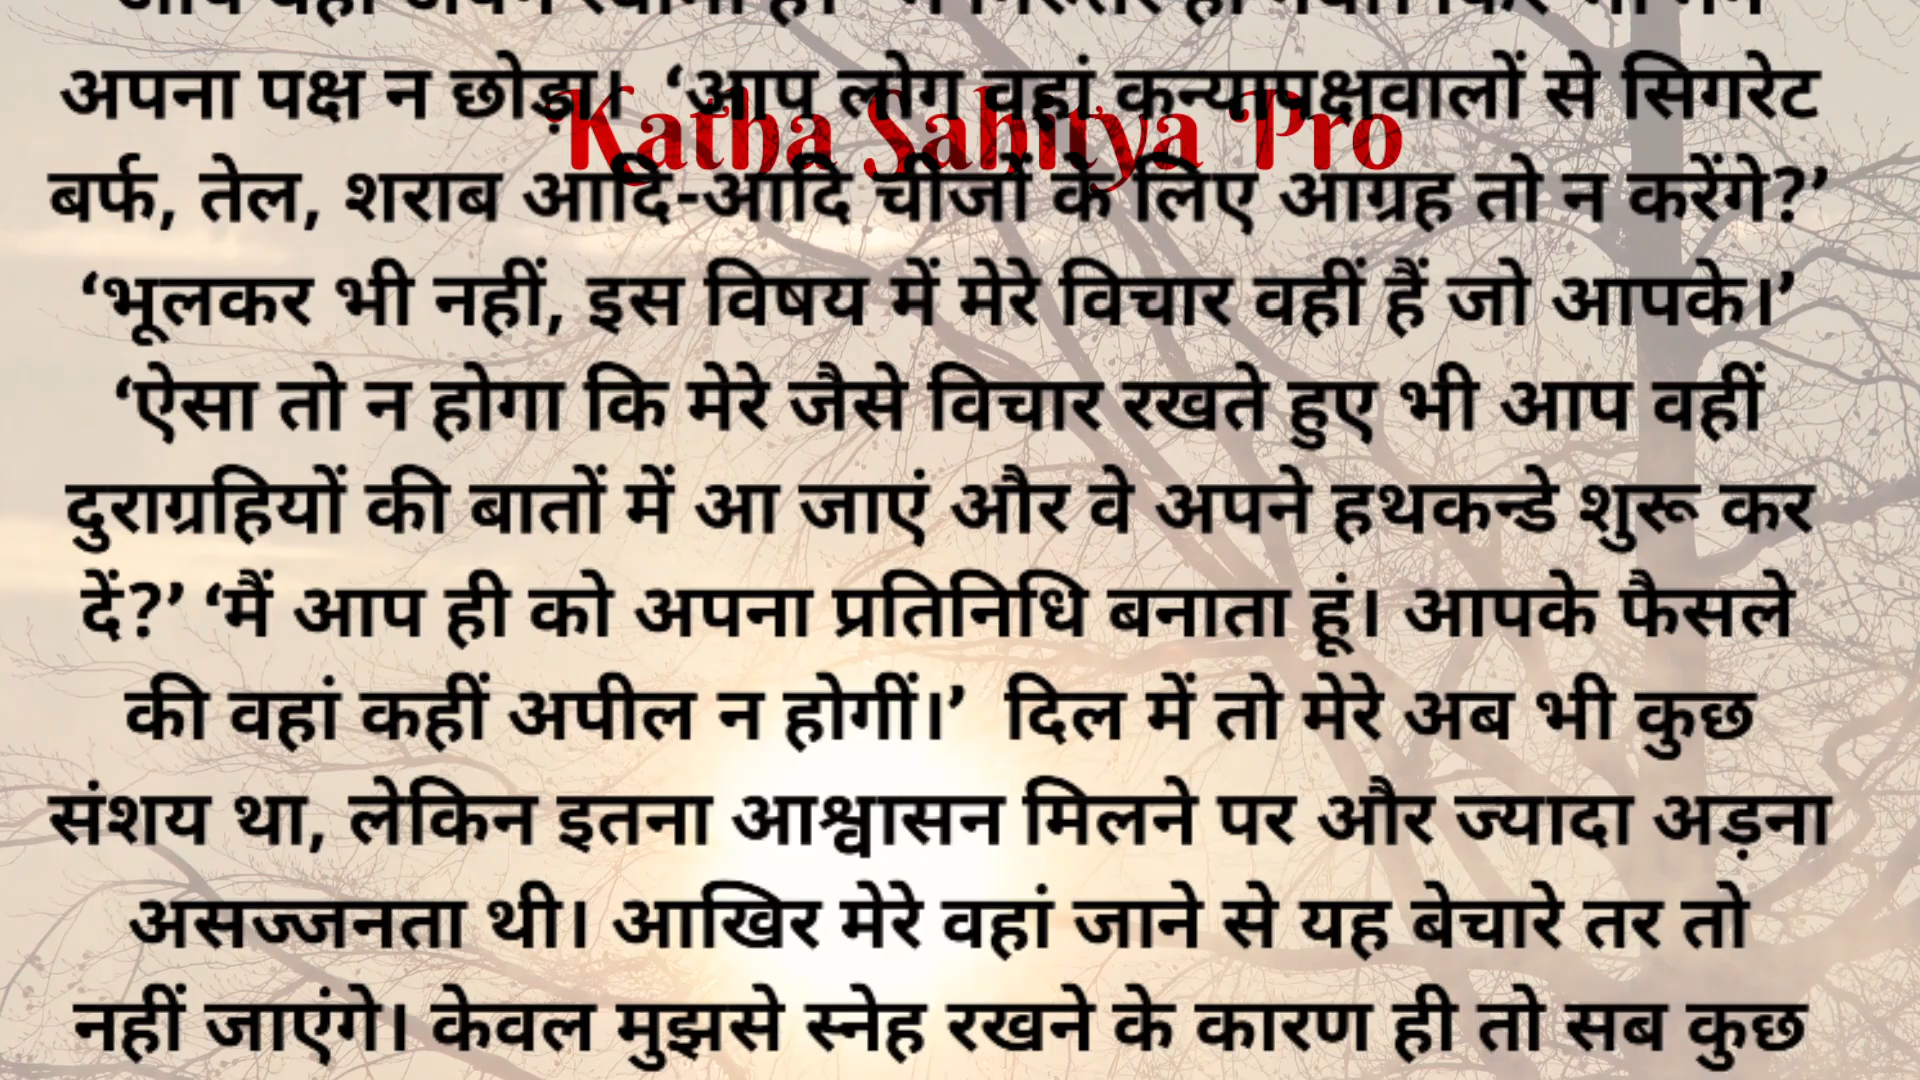 अपना पक्ष न छोड़ा। ‘आप लोग वहां कन्यापक्षवालों से सिगरेट
Katha Sahitya Pro
बर्फ, तेल, शराब आदि-आदि चीजों के लिए आग्रह तो न करेंगे?’
‘भूलकर भी नहीं, इस विषय में मेरे विचार वहीं हैं जो आपके।’
‘ऐसा तो न होगा कि मेरे जैसे विचार रखते हुए भी आप वहीं
दुराग्रहियों की बातों में आ जाएं और वे अपने हथकन्डे शुरू कर
दें?’ ‘मैं आप ही को अपना प्रतिनिधि बनाता हूं। आपके फैसले
की वहां कहीं अपील न होगीं।’ दिल में तो मेरे अब भी कुछ
संशय था, लेकिन इतना आश्वासन मिलने पर और ज्यादा अड़ना
असज्जनता थी। आखिर मेरे वहां जाने से यह बेचारे तर तो
नहीं जाएंगे। केवल मुझसे स्नेह रखने के कारण ही तो सब कुछ